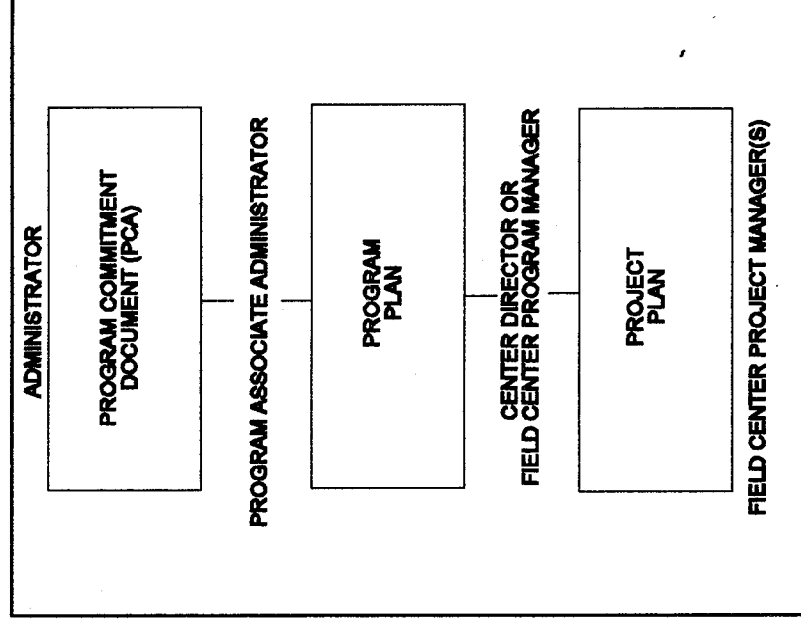 ADMINISTRATOR
PROGRAM COMMITMENT
DOCUMENT (PCA)
PROGRAM ASSOCIATE ADMINISTRATOR
PROGRAM
PLAN
CENTER DIRECTOR OR
FIELD CENTER PROGRAM MANAGER
PROJECT
PLAN
FIELD CENTER PROJECT MANAGER(S)